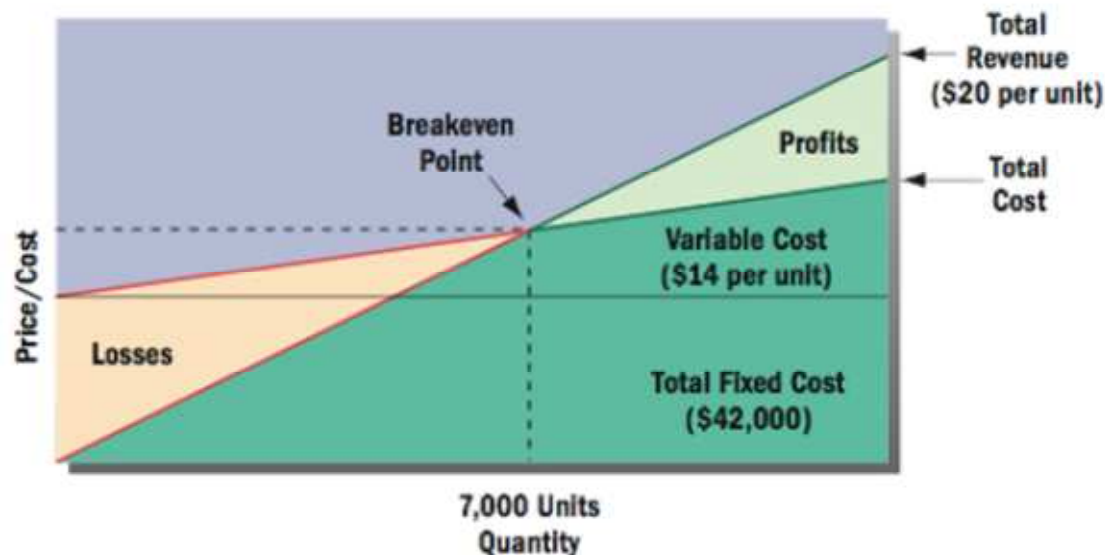 Total
Revenue
($20 per unit)
Breakeven
Point
Profits
Total
Cost
Variable Cost
($14 per unit)
Price/Cost
Losses
Total Fixed Cost
($42,000)
7,000 Units
Quantity